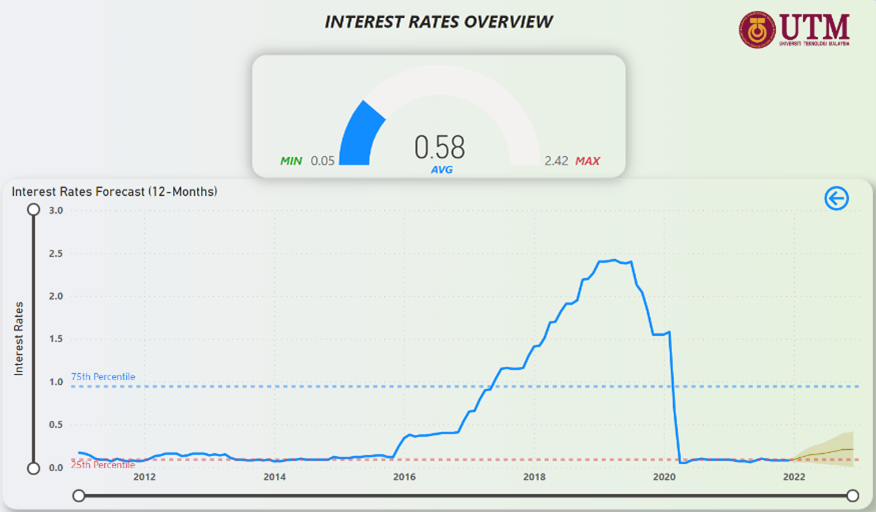 INTEREST RATES OVERVIEW
UTM
UNIVERSITI TEKNOLOGI MALAYSIA
0.58
MIN 0.05
2.42 MAX
AVG
Interest Rates Forecast (12-Months)
3.0
2.5
2.0
1.5
1.0
0.5
0.0
Interest Rates
75th Percentile
25th Percentile
2012 2014 2016 2018 2020 2022